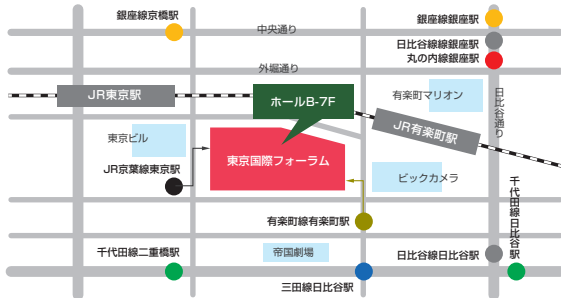 銀座線京橋駅
銀座線銀座駅
中央通り
日比谷線線銀座駅
丸の内線銀座駅
外堀通り
JR東京駅
ホールB-7F
有楽町マリオン
日比谷通り
JR有楽町駅
東京ビル
東京国際フォーラム
JR京葉線東京駅
ビックカメラ
千代田線日比谷駅
有楽町線有楽町駅
千代田線二重橋駅
帝国劇場
日比谷線日比谷駅
三田線日比谷駅